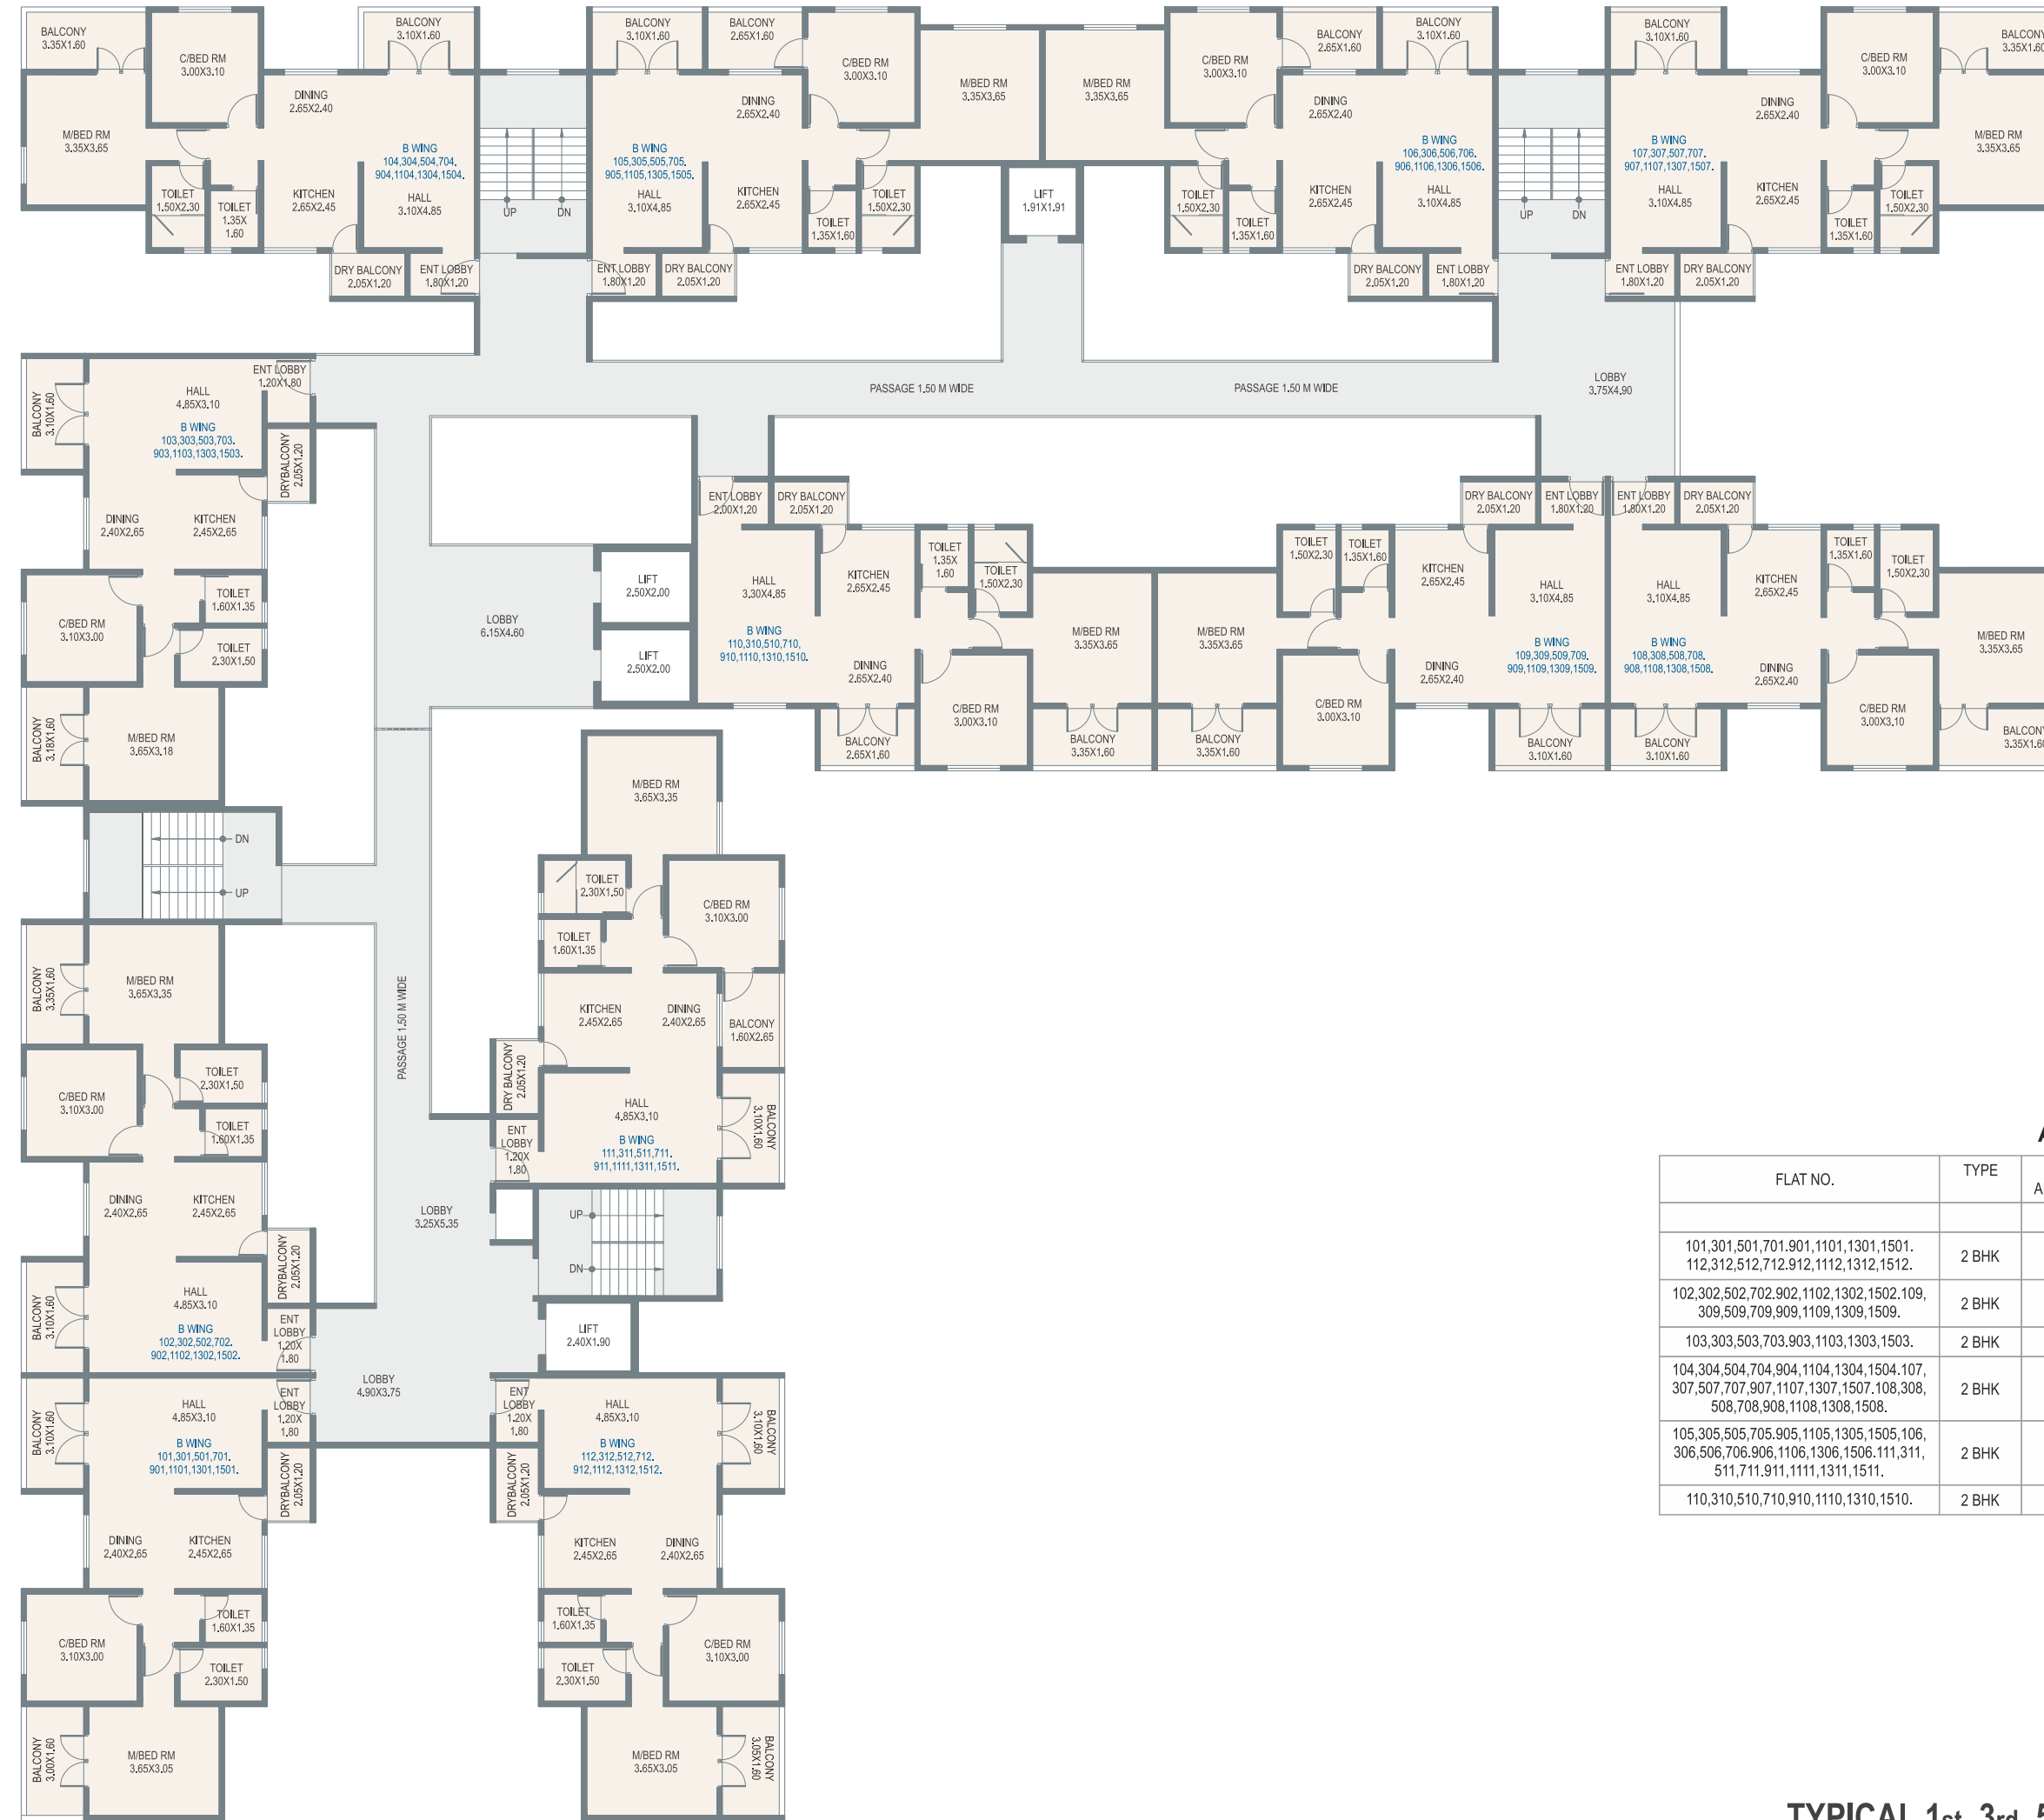 BALCONY
3.35X1.60
C/BED RM
3.00X3.10
BALCONY
3.10X1.60
M/BED RM
3.35X3.65
DINING
2.65X2.40
B WING
104,304,504,704.
904,1104,1304,1504.
HALL
3.10X4.85
KITCHEN
2.65X2.45
TOILET
1.50X2.30
TOILET
1.35X
1.60
DRY BALCONY
2.05X1.20
ENT LOBBY
1.80X1.20
UP
DN
BALCONY
3.10X1.60
BALCONY
2.65X1.60
C/BED RM
3.00X3.10
M/BED RM
3.35X3.65
DINING
2.65X2.40
B WING
105,305,505,705.
905,1105,1305,1505.
HALL
3.10X4.85
KITCHEN
2.65X2.45
TOILET
1.35X1.60
TOILET
1.50X2.30
ENT LOBBY
1.80X1.20
DRY BALCONY
2.05X1.20
LIFT
1.91X1.91
M/BED RM
3.35X3.65
C/BED RM
3.00X3.10
BALCONY
2.65X1.60
BALCONY
3.10X1.60
DINING
2.65X2.40
B WING
106,306,506,706.
906,1106,1306,1506.
HALL
3.10X4.85
KITCHEN
2.65X2.45
TOILET
1.50X2.30
TOILET
1.35X1.60
DRY BALCONY
2.05X1.20
ENT LOBBY
1.80X1.20
UP
DN
BALCONY
3.10X1.60
C/BED RM
3.00X3.10
BALCONY
3.35X1.60
DINING
2.65X2.40
M/BED RM
3.35X3.65
B WING
107,307,507,707.
907,1107,1307,1507.
HALL
3.10X4.85
KITCHEN
2.65X2.45
TOILET
1.35X1.60
TOILET
1.50X2.30
ENT LOBBY
1.80X1.20
DRY BALCONY
2.05X1.20
PASSAGE 1.50 M WIDE
PASSAGE 1.50 M WIDE
LOBBY
3.75X4.90
ENT LOBBY
1.20X1.80
HALL
4.85X3.10
BALCONY
3.10X1.60
B WING
103,303,503,703.
903,1103,1303,1503.
DRYBALCONY
2.05X1.20
DINING
2.40X2.65
KITCHEN
2.45X2.65
C/BED RM
3.10X3.00
TOILET
1.60X1.35
TOILET
2.30X1.50
BALCONY
3.18X1.60
M/BED RM
3.65X3.18
DN
UP
LOBBY
6.15X4.60
LIFT
2.50X2.00
LIFT
2.50X2.00
ENT LOBBY
2.00X1.20
DRY BALCONY
2.05X1.20
HALL
3.30X4.85
KITCHEN
2.65X2.45
TOILET
1.35X
1.60
TOILET
1.50X2.30
B WING
110,310,510,710,
910,1110,1310,1510.
DINING
2.65X2.40
M/BED RM
3.35X3.65
C/BED RM
3.00X3.10
BALCONY
2.65X1.60
BALCONY
3.35X1.60
DRY BALCONY
2.05X1.20
ENT LOBBY
1.80X1.20
TOILET
1.50X2.30
TOILET
1.35X1.60
KITCHEN
2.65X2.45
HALL
3.10X4.85
M/BED RM
3.35X3.65
B WING
109,309,509,709.
909,1109,1309,1509.
DINING
2.65X2.40
C/BED RM
3.00X3.10
BALCONY
3.35X1.60
BALCONY
3.10X1.60
ENT LOBBY
1.80X1.20
DRY BALCONY
2.05X1.20
HALL
3.10X4.85
KITCHEN
2.65X2.45
TOILET
1.35X1.60
TOILET
1.50X2.30
B WING
108,308,508,708.
908,1108,1308,1508.
DINING
2.65X2.40
M/BED RM
3.35X3.65
C/BED RM
3.00X3.10
BALCONY
3.10X1.60
BALCONY
3.35X1.60
M/BED RM
3.65X3.35
TOILET
2.30X1.50
C/BED RM
3.10X3.00
TOILET
1.60X1.35
KITCHEN
2.45X2.65
DINING
2.40X2.65
BALCONY
1.60X2.65
DRY BALCONY
2.05X1.20
HALL
4.85X3.10
BALCONY
3.10X1.60
ENT
LOBBY
1.20X
1.80
B WING
111,311,511,711.
911,1111,1311,1511.
BALCONY
3.35X1.60
M/BED RM
3.65X3.35
PASSAGE 1.50 M WIDE
C/BED RM
3.10X3.00
TOILET
2.30X1.50
TOILET
1.60X1.35
DINING
2.40X2.65
KITCHEN
2.45X2.65
DRYBALCONY
2.05X1.20
LOBBY
3.25X5.35
UP
DN
BALCONY
3.10X1.60
HALL
4.85X3.10
B WING
102,302,502,702.
902,1102,1302,1502.
ENT
LOBBY
1.20X
1.80
LIFT
2.40X1.90
LOBBY
4.90X3.75
BALCONY
3.10X1.60
HALL
4.85X3.10
ENT
LOBBY
1.20X
1.80
B WING
101,301,501,701.
901,1101,1301,1501.
DRYBALCONY
2.05X1.20
DINING
2.40X2.65
KITCHEN
2.45X2.65
C/BED RM
3.10X3.00
TOILET
1.60X1.35
TOILET
2.30X1.50
BALCONY
3.00X1.60
M/BED RM
3.65X3.05
ENT
LOBBY
1.20X
1.80
HALL
4.85X3.10
BALCONY
3.10X1.60
B WING
112,312,512,712.
912,1112,1312,1512.
DRYBALCONY
2.05X1.20
KITCHEN
2.45X2.65
DINING
2.40X2.65
TOILET
1.60X1.35
C/BED RM
3.10X3.00
TOILET
2.30X1.50
M/BED RM
3.65X3.05
BALCONY
3.05X1.60
FLAT NO.
TYPE
101,301,501,701.901,1101,1301,1501.
112,312,512,712.912,1112,1312,1512.
2 BHK
102,302,502,702.902,1102,1302,1502.109,
309,509,709,909,1109,1309,1509.
2 BHK
103,303,503,703.903,1103,1303,1503.
2 BHK
104,304,504,704,904,1104,1304,1504.107,
307,507,707,907,1107,1307,1507.108,308,
508,708,908,1108,1308,1508.
2 BHK
105,305,505,705.905,1105,1305,1505,106,
306,506,706.906,1106,1306,1506.111,311,
511,711.911,1111,1311,1511.
2 BHK
110,310,510,710,910,1110,1310,1510.
2 BHK
TYPICAL 1st, 3rd,